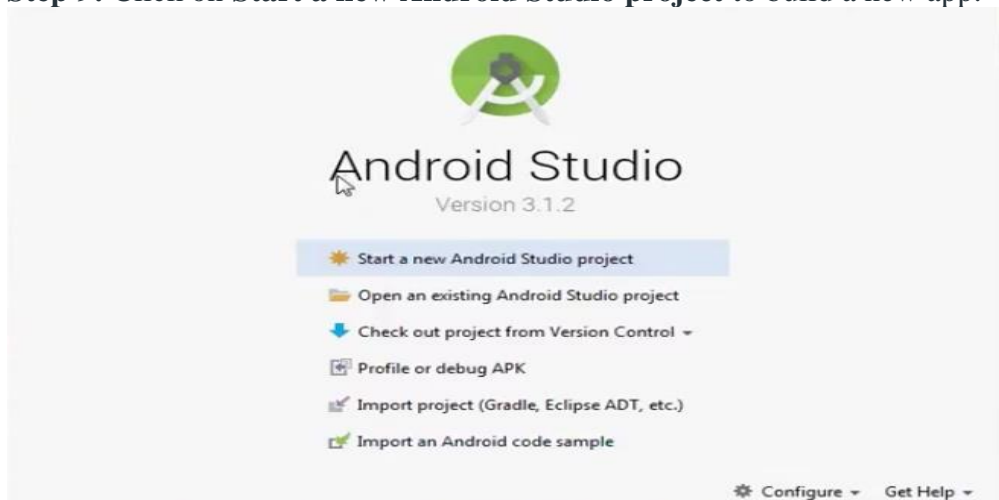 Step 9: Click on Start a new Android Studio project to build a new app.
Android Studio
Version 3.1.2
Start a new Android Studio project
Open an existing Android Studio project
Check out project from Version Control
Profile or debug APK
Import project (Gradle, Eclipse ADT, etc.)
Import an Android code sample
Configure
Get Help